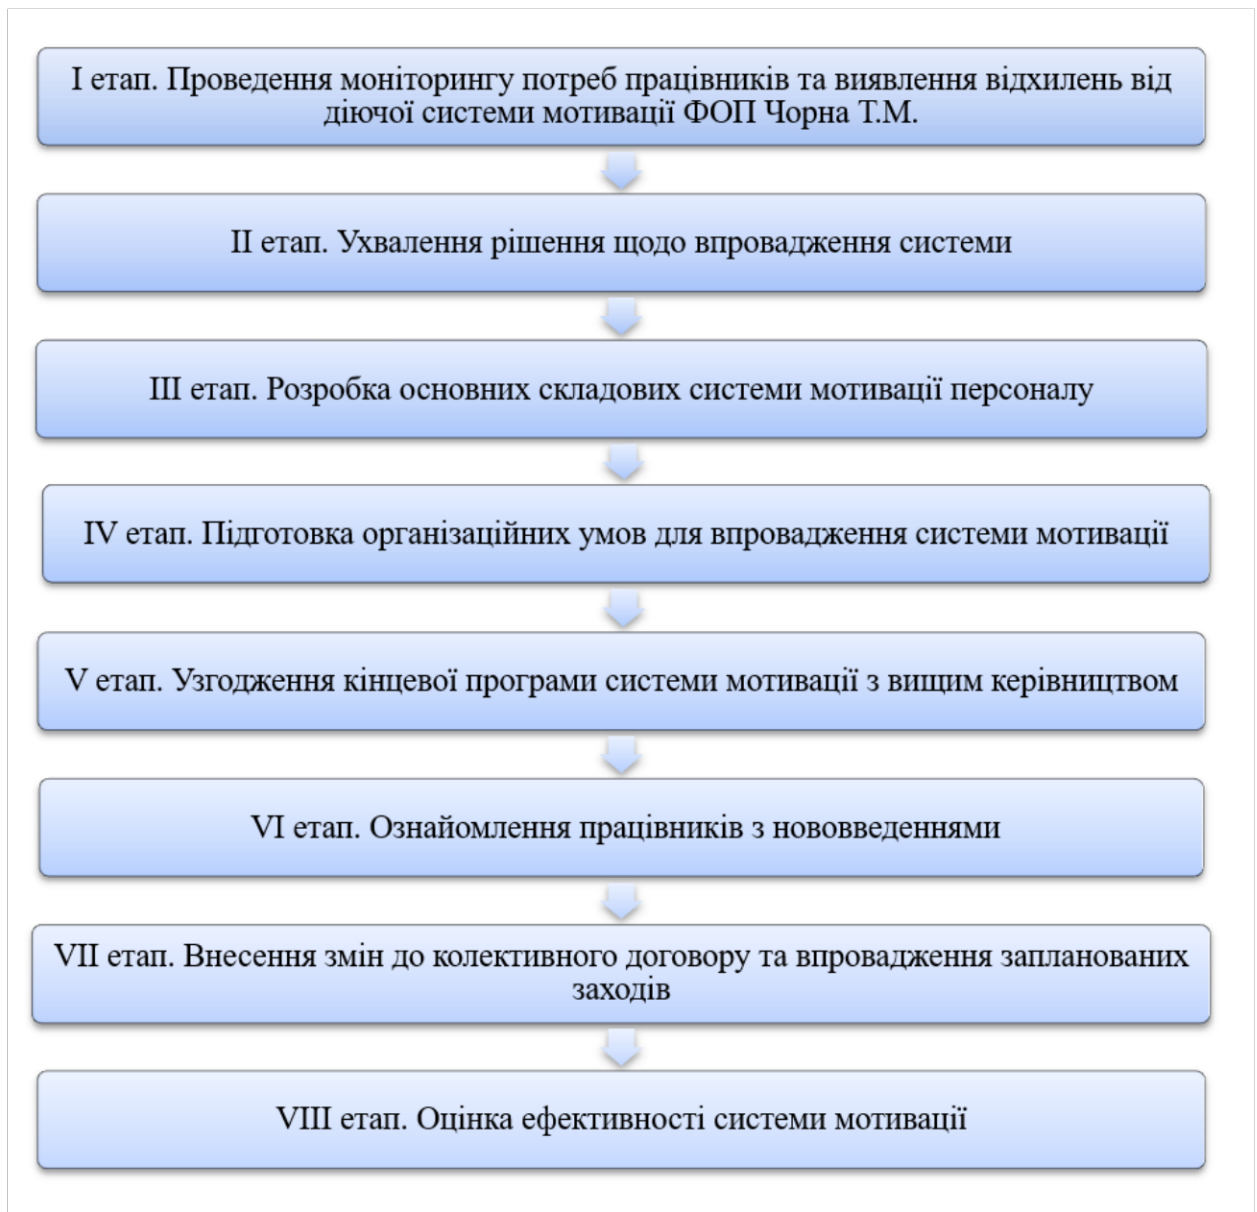 І етап. Проведення моніторингу потреб працівників та виявлення відхилень від
діючої системи мотивації ФОП Чорна Т.М.
ІІ етап. Ухвалення рішення щодо впровадження системи
ІІІ етап. Розробка основних складових системи мотивації персоналу
IV етап. Підготовка організаційних умов для впровадження системи мотивації
V етап. Узгодження кінцевої програми системи мотивації з вищим керівництвом
VI етап. Ознайомлення працівників з нововведеннями
VII етап. Внесення змін до колективного договору та впровадження запланованих
заходів
VIII етап. Оцінка ефективності системи мотивації